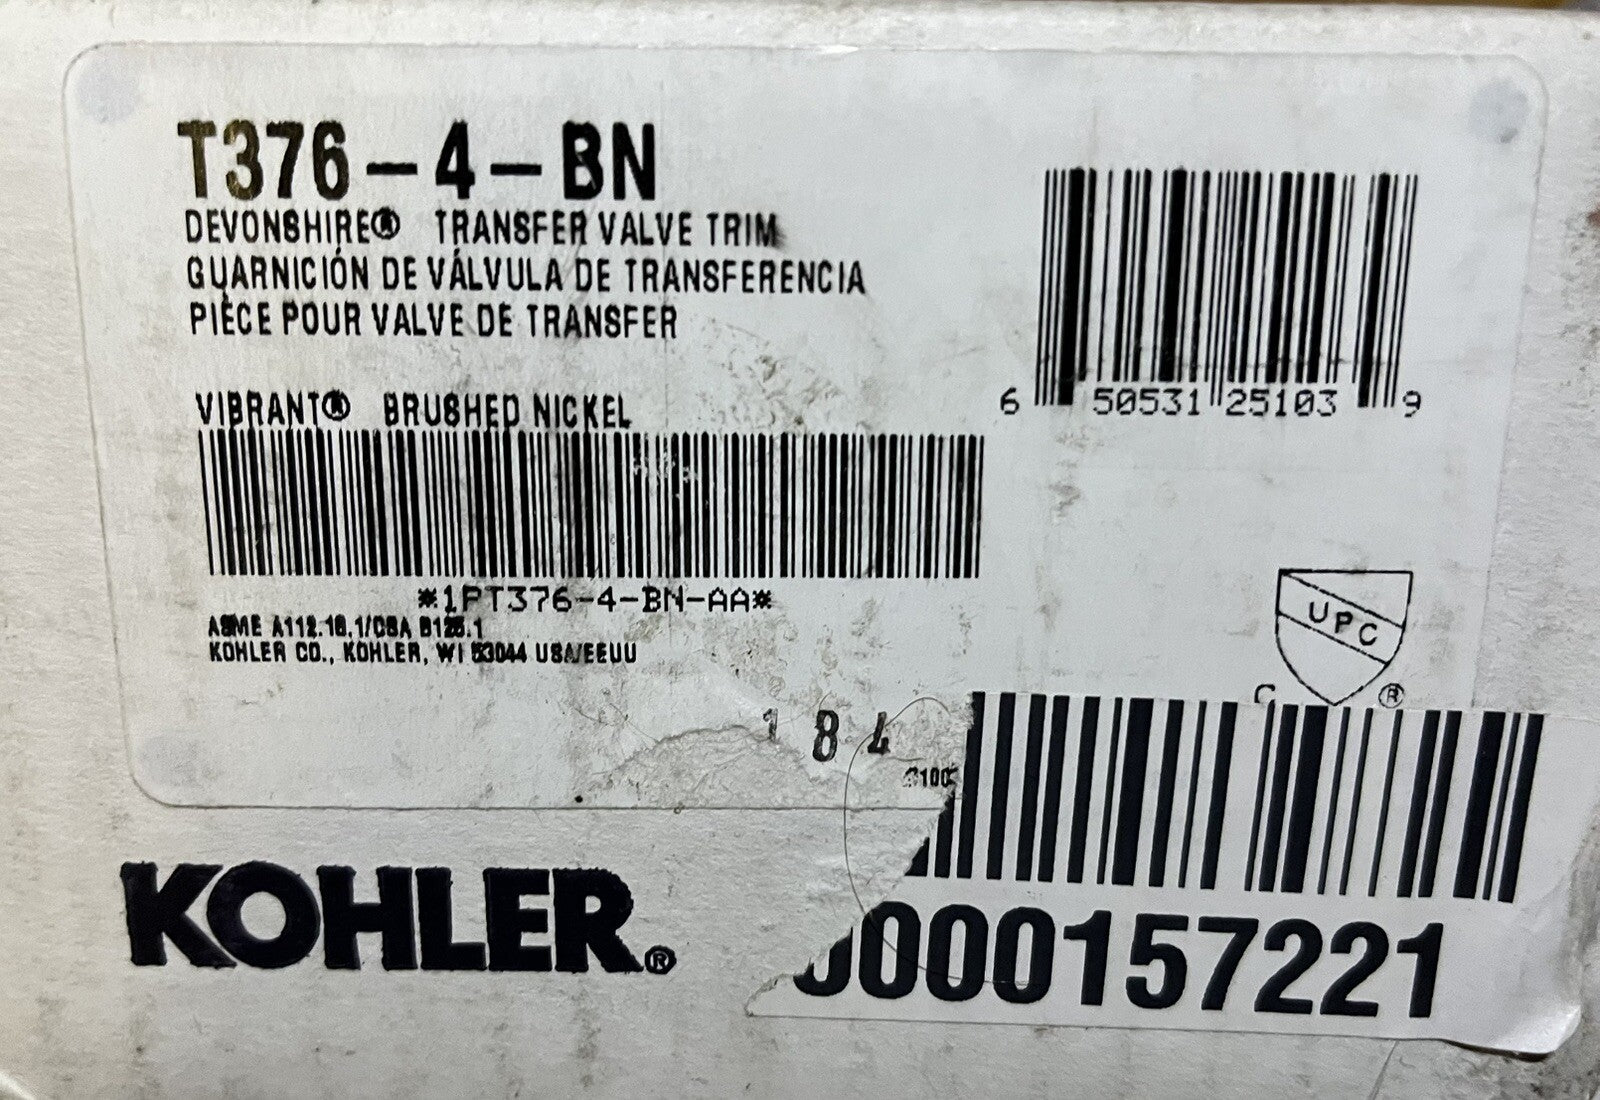 T376-4-BN
DEVONSHIRE® TRANSFER VALVE TRIM
GUARNICIÓN DE VÁLVULA DE TRANSFERENCIA
PIÈCE POUR VALVE DE TRANSFER
VIBRANT® BRUSHED NICKEL
6 50531 25103 9
*1PT376-4-BN-AA*
ASME A112.18.1/CSA B125.1
KOHLER CO., KOHLER, WI 53044 USA/EEUU
UPC
C ®
184
KOHLER®
0000157221